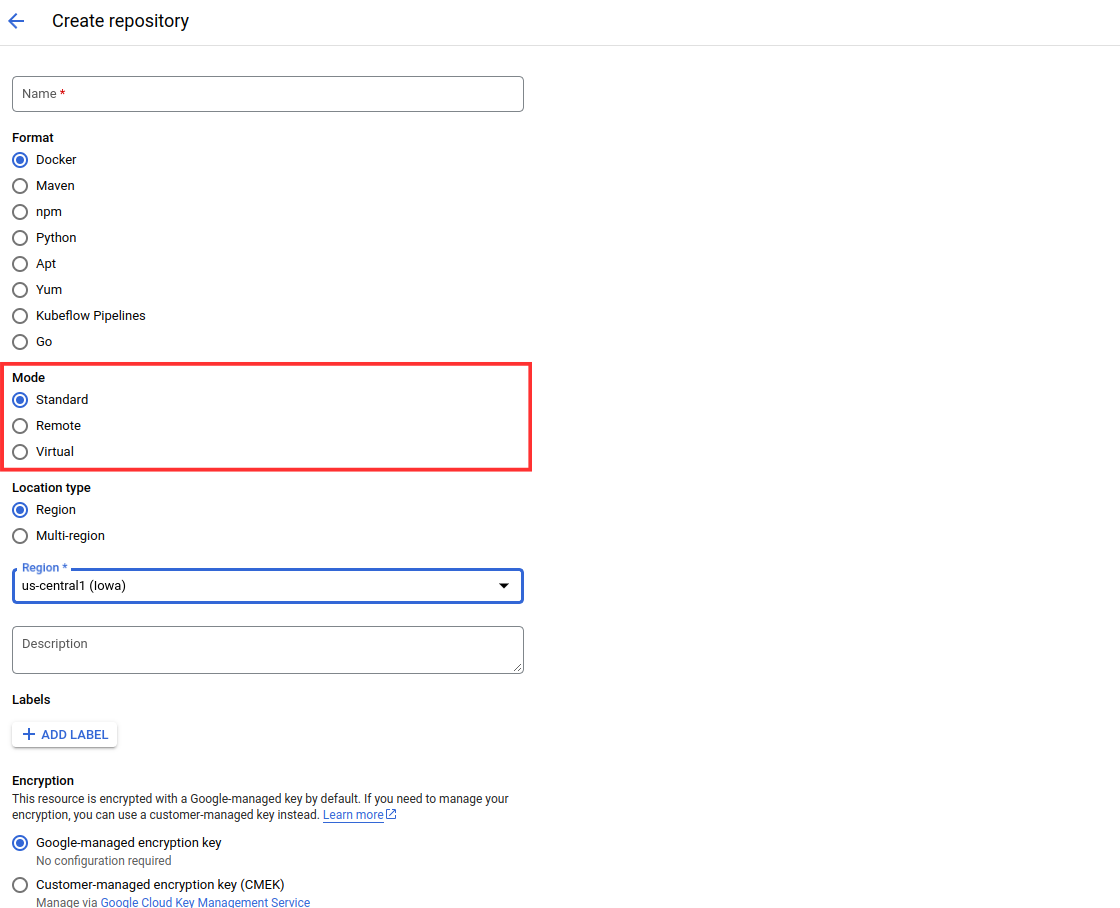 Create repository
Name *
Format
Docker
Maven
npm
Python
Apt
Yum
Kubeflow Pipelines
Go
Mode
Standard
Remote
Virtual
Location type
Region
Multi-region
Region *
us-central1 (Iowa)
Description
Labels
ADD LABEL
Encryption
This resource is encrypted with a Google-managed key by default. If you need to manage your
encryption, you can use a customer-managed key instead. Learn more
Google-managed encryption key
No configuration required
Customer-managed encryption key (CMEK)
Manage via Google Cloud Key Management Service